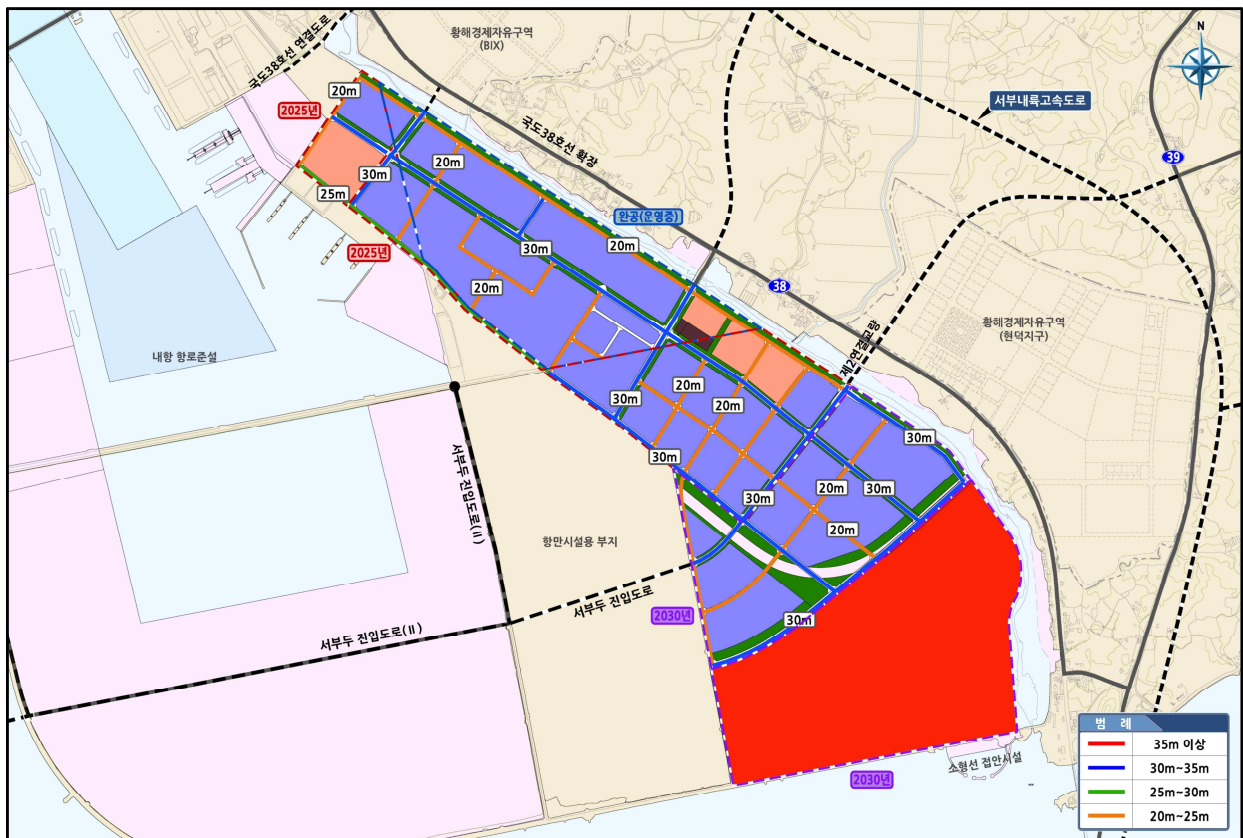 황해경제자유구역
(BIX)
N
국도38호선 연결도로
서부내륙고속도로
20m
2025년
국도38호선 확장
39
20m
30m
25m
완공(운영중)
20m
2025년
30m
38
20m
황해경제자유구역
(현덕지구)
내항 항로준설
제2연결교량
20m
30m
20m
30m
30m
서부두 진입도로(Ⅱ)
20m
30m
30m
20m
항만시설용 부지
서부두 진입도로
2030년
30m
서부두 진입도로(Ⅱ)
범 례
35m 이상
30m~35m
25m~30m
20m~25m
소형선 접안시설
2030년